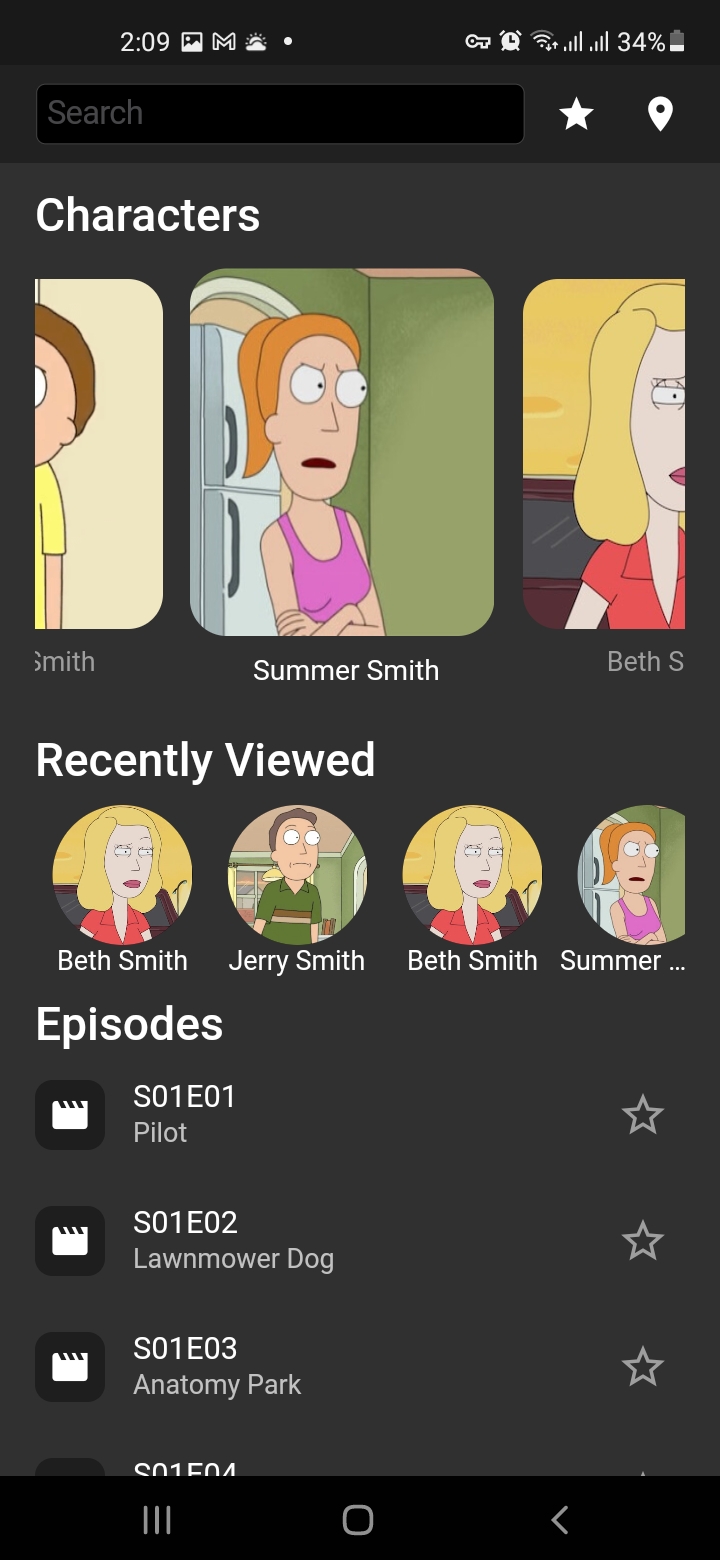 2:09 34%
Search
Characters
Smith
Summer Smith
Beth S
Recently Viewed
Beth Smith
Jerry Smith
Beth Smith
Summer ...
Episodes
S01E01
Pilot
S01E02
Lawnmower Dog
S01E03
Anatomy Park
S01E04